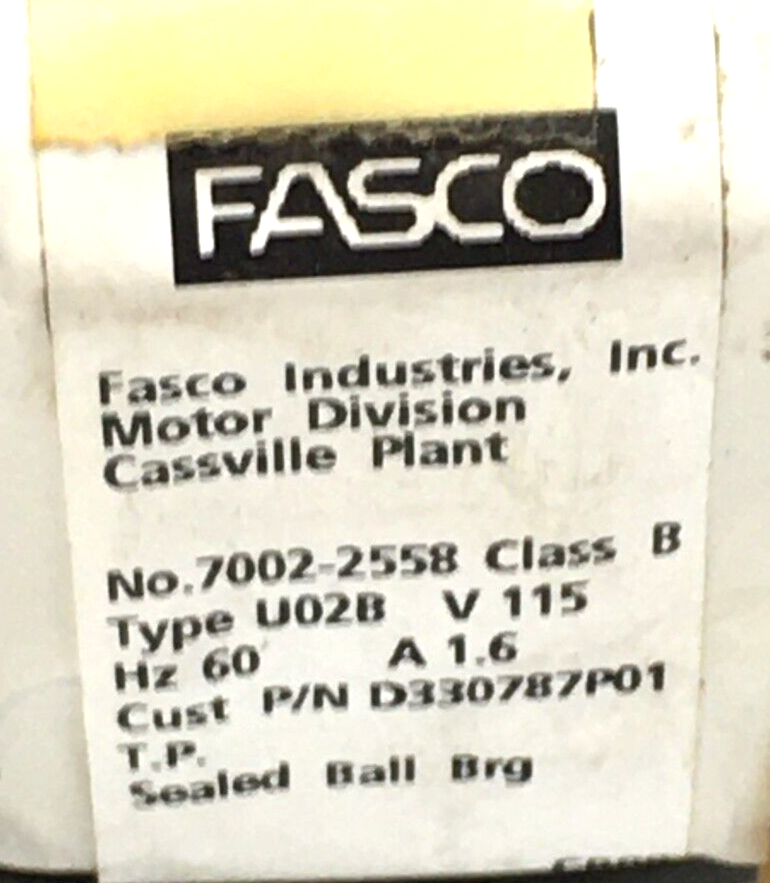 FASCO
Fasco Industries, Inc.
Motor Division
Cassville Plant
No.7002-2558 Class B
Type U02B V 115
Hz 60 A 1.6
Cust P/N D330787P01
T.P.
Sealed Ball Brg